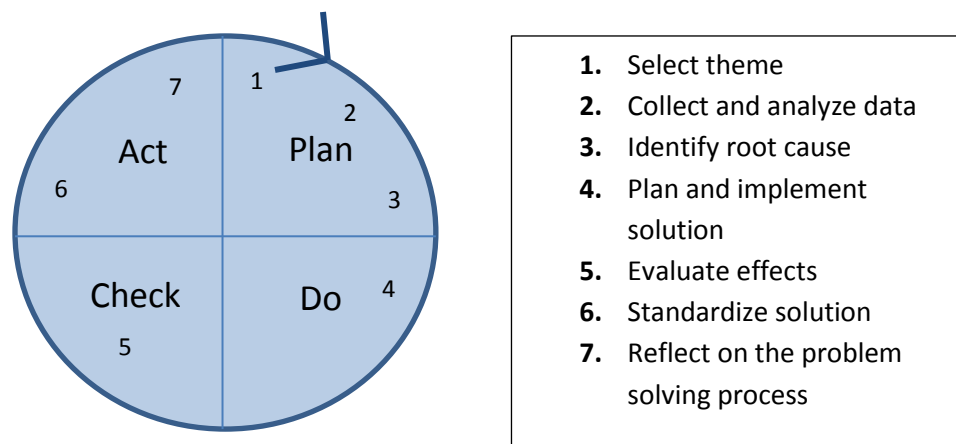 7
1
2
Act
Plan
6
3
Check
Do
4
5
1. Select theme
2. Collect and analyze data
3. Identify root cause
4. Plan and implement
solution
5. Evaluate effects
6. Standardize solution
7. Reflect on the problem
solving process